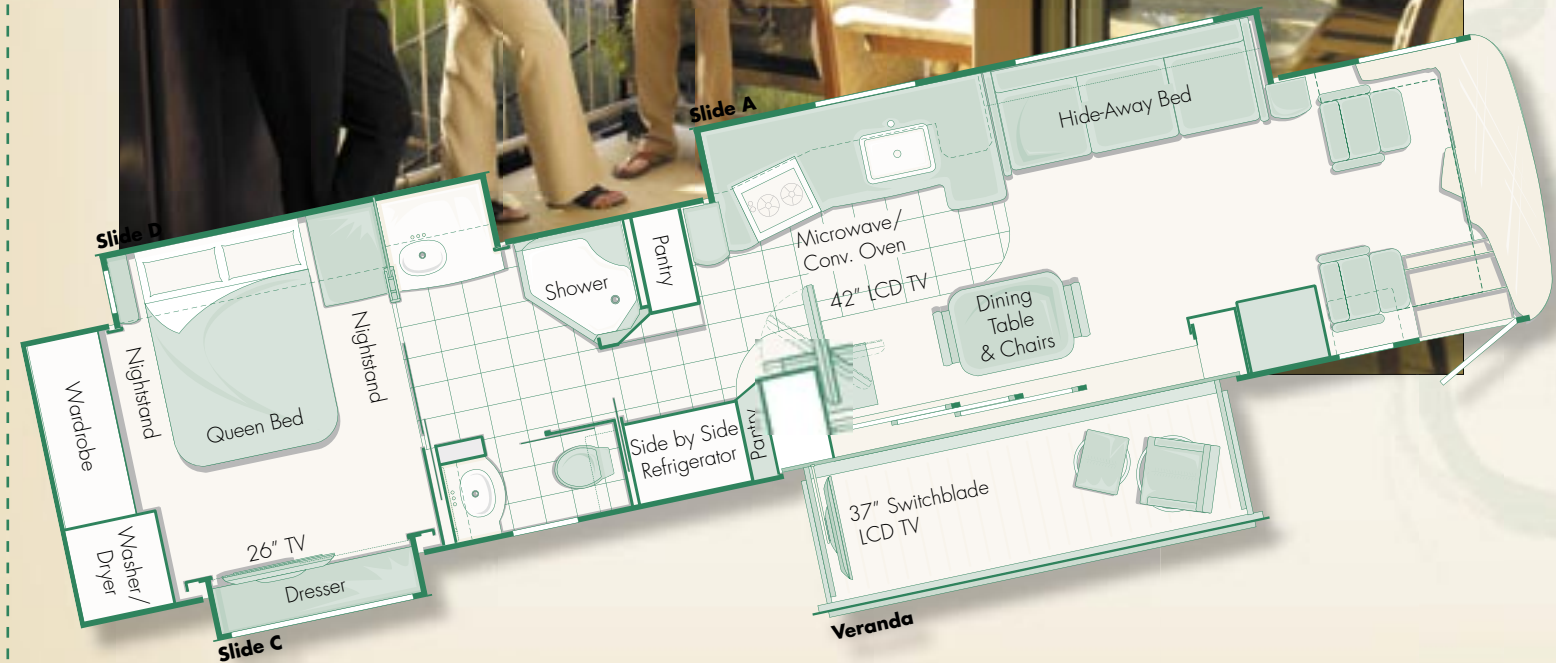 Slide A
Hide-Away Bed
Slide D
Microwave/
Conv. Oven
Pantry
Shower
42" LCD TV
Dining
Table
& Chairs
Nightstand
Nightstand
Wardrobe
Queen Bed
Side by Side
Refrigerator
Pantry
37" Switchblade
LCD TV
26" TV
Washer/
Dryer
Dresser
Slide C
Veranda